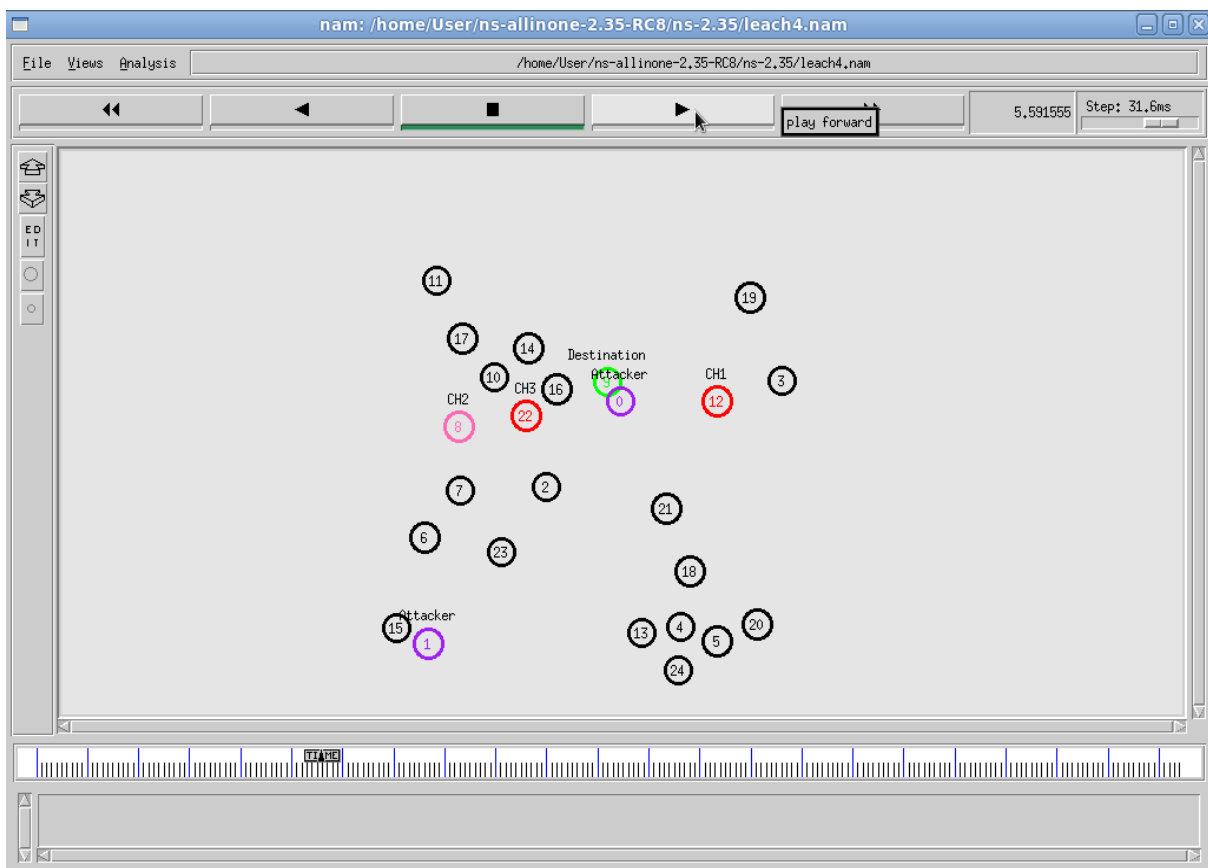 nam: /home/User/ns-allinone-2.35-RC8/ns-2.35/leach4.nam
File Views Analysis /home/User/ns-allinone-2.35-RC8/ns-2.35/leach4.nam
play forward
5.591555
Step: 31.6ms
ED
IT
11
19
17
14
Destination
10
CH3
16
9
Attacker
0
CH1
12
3
CH2
8
22
7
2
21
6
23
18
Attacker
15
1
13
4
5
20
24
TIME